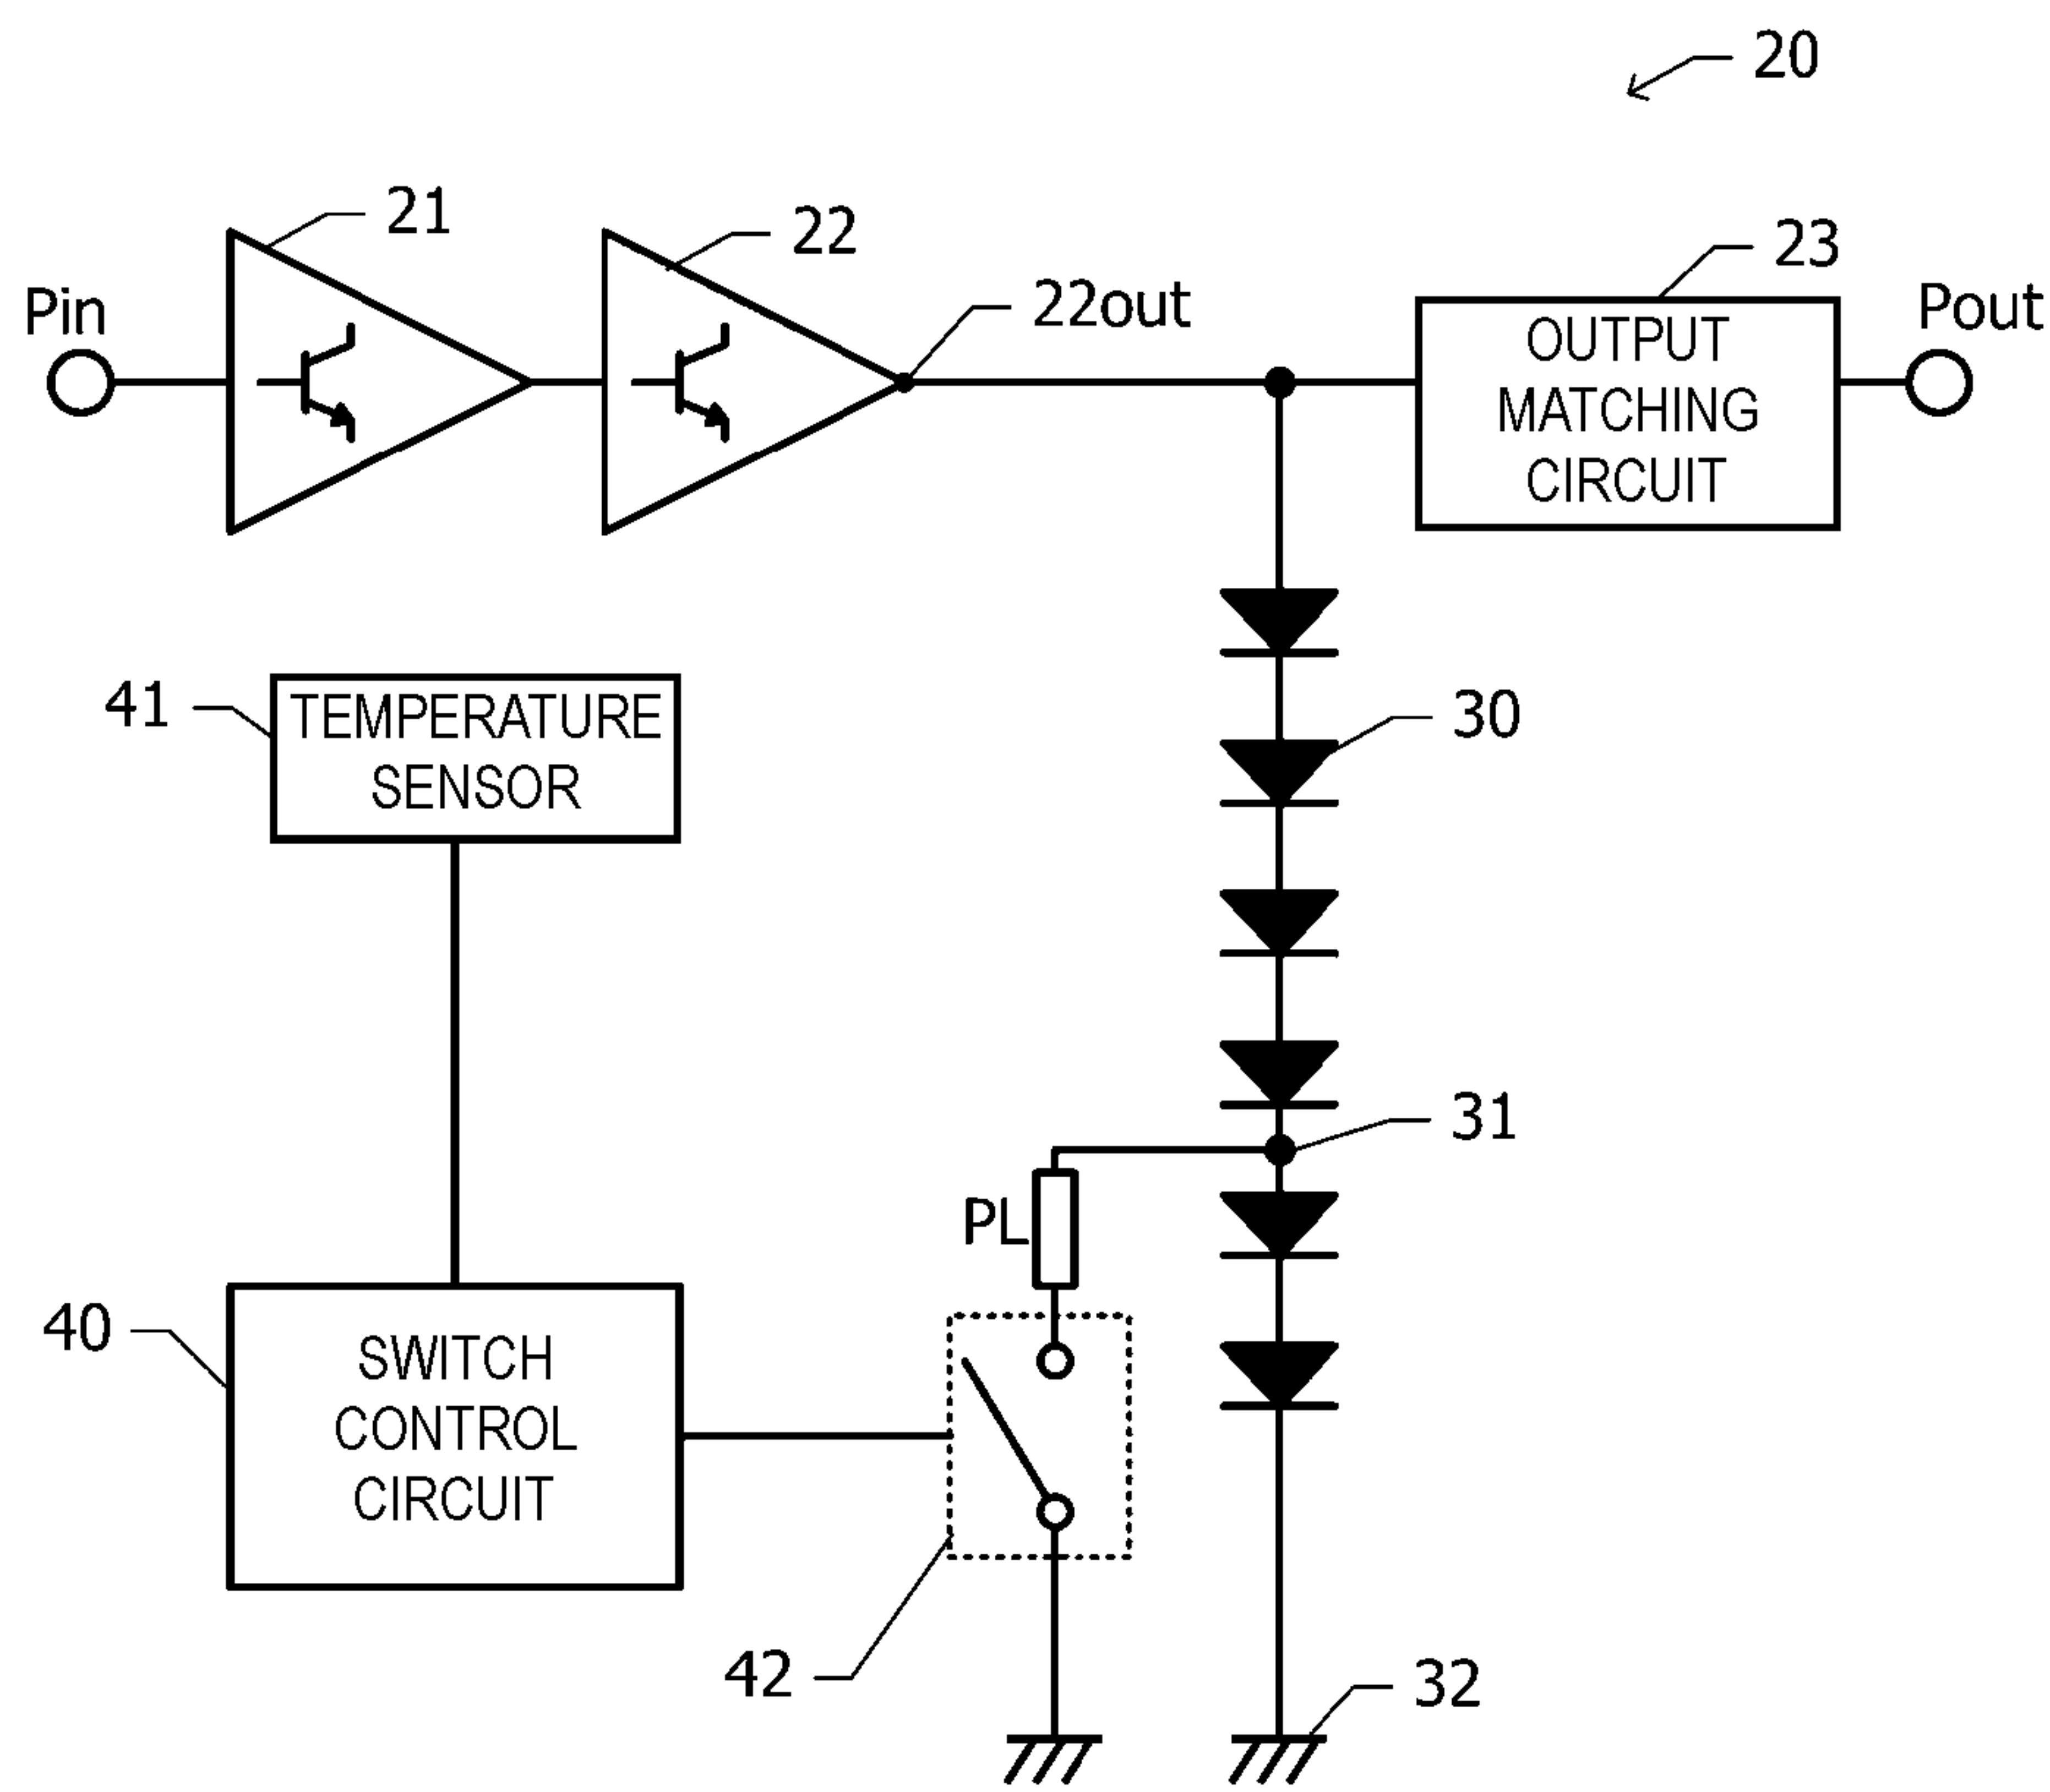 20
21
22
23
Pin
22out
Pout
OUTPUT
MATCHING
CIRCUIT
41
TEMPERATURE
SENSOR
30
31
PL
40
SWITCH
CONTROL
CIRCUIT
42
32